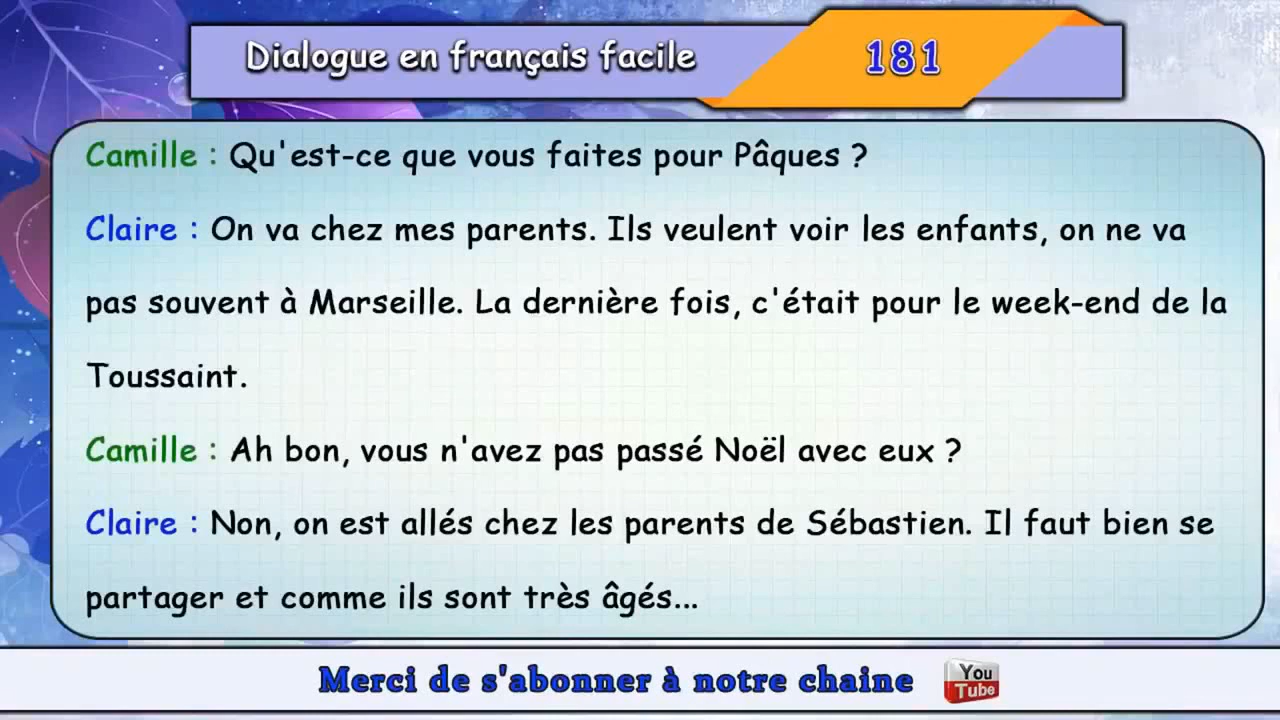 Dialogue en français facile 181
Camille : Qu'est-ce que vous faites pour Pâques ?
Claire : On va chez mes parents. Ils veulent voir les enfants, on ne va
pas souvent à Marseille. La dernière fois, c'était pour le week-end de la
Toussaint.
Camille : Ah bon, vous n'avez pas passé Noël avec eux ?
Claire : Non, on est allés chez les parents de Sébastien. Il faut bien se
partager et comme ils sont très âgés...
Merci de s'abonner à notre chaine
You
Tube